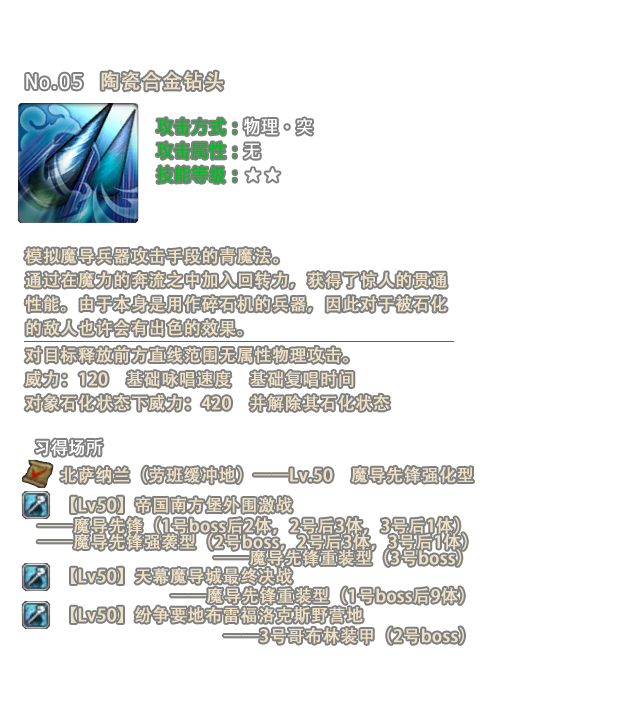 No.05 陶瓷合金钻头
攻击方式：物理·突
攻击属性：无
技能等级：★★
模拟魔导兵器攻击手段的青魔法。
通过在魔力的奔流之中加入回转力，获得了惊人的贯通
性能。由于本身是用作碎石机的兵器，因此对于被石化
的敌人也许会有出色的效果。
对目标释放前方直线范围无属性物理攻击。
威力：120 基础咏唱速度 基础复唱时间
对象石化状态下威力：420 并解除其石化状态
习得场所
北萨纳兰（劳班缓冲地）——Lv.50 魔导先锋强化型
【Lv50】帝国南方堡外围激战
——魔导先锋（1号boss后2体，2号后3体，3号后1体）
——魔导先锋强袭型（2号boss，2号后3体，3号后1体）
——魔导先锋重装型（3号boss）
【Lv50】天幕魔导城最终决战
——魔导先锋重装型（1号boss后9体）
【Lv50】纷争要地布雷福洛克斯野营地
——3号哥布林装甲（2号boss）